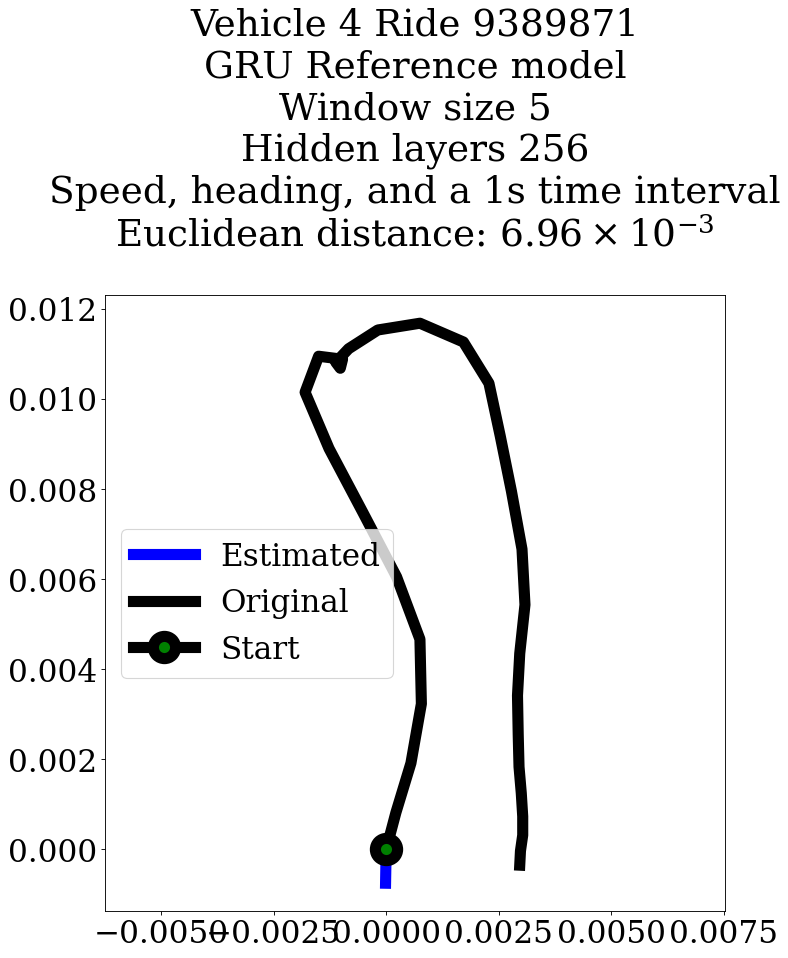 Vehicle 4 Ride 9389871
GRU Reference model
Window size 5
Hidden layers 256
Speed, heading, and a 1s time interval
Euclidean distance: 6.96 × 10⁻³
0.012
0.010
0.008
0.006
0.004
0.002
0.000
Estimated
Original
Start
−0.0050 −0.0025 0.0000 0.0025 0.0050 0.0075